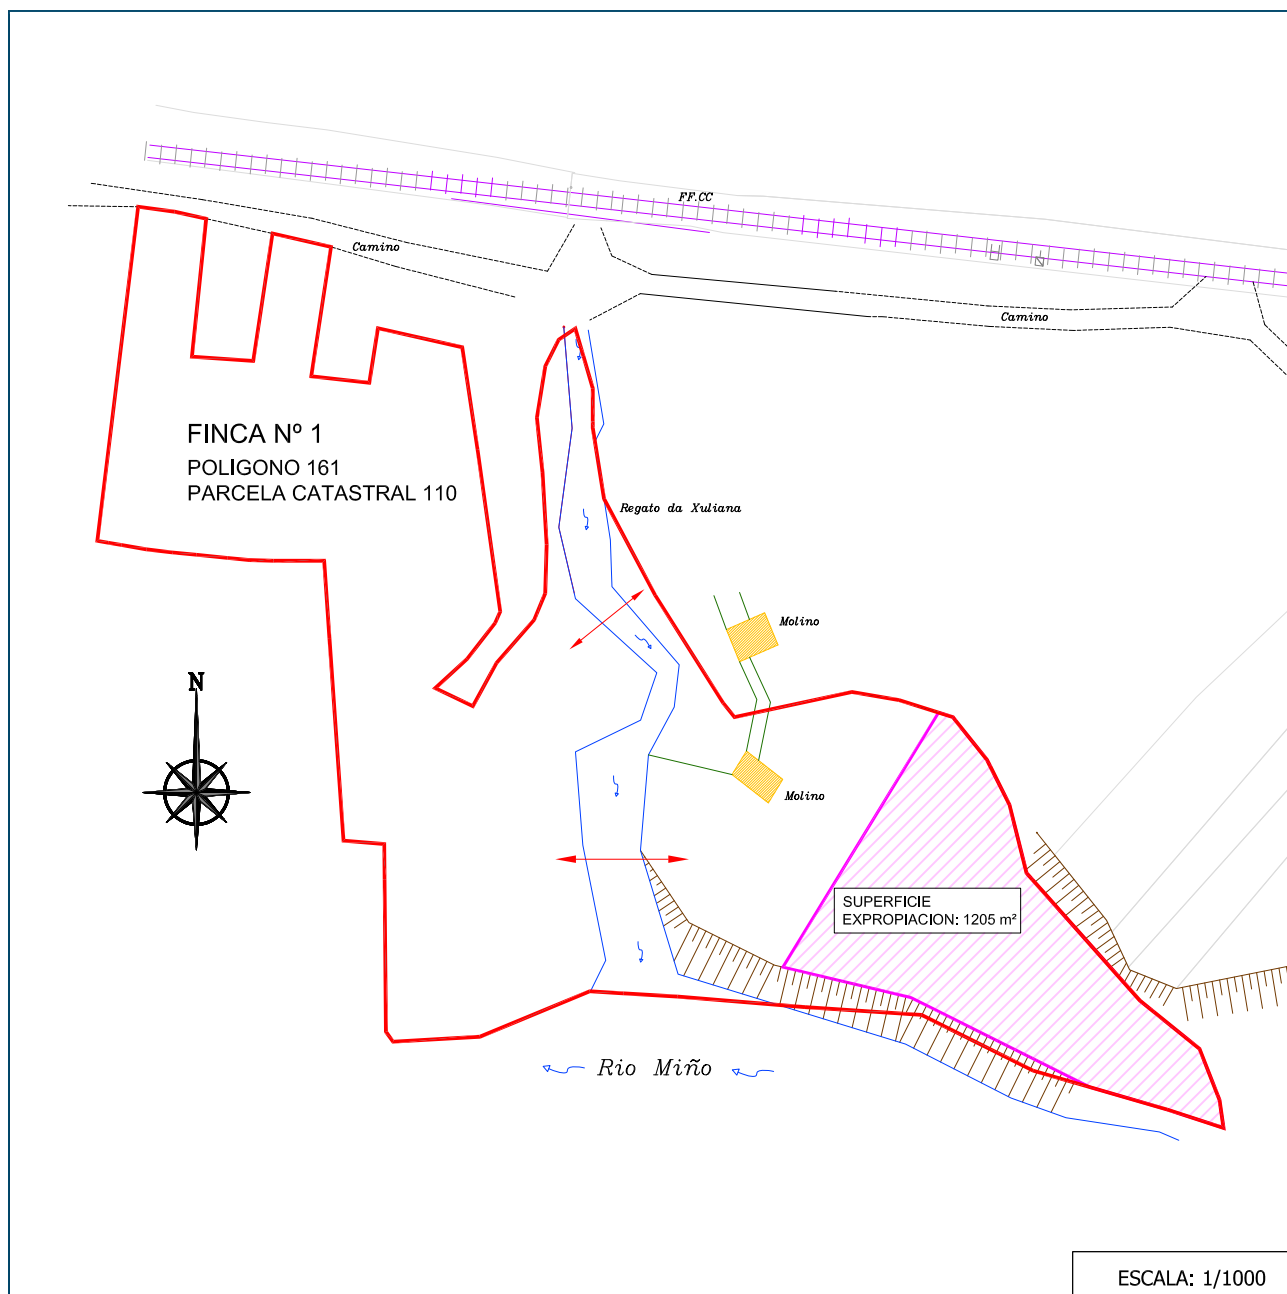 FF.CC
Camino
Camino
FINCA Nº 1
POLIGONO 161
PARCELA CATASTRAL 110
Regato da Xuliana
Molino
N
Molino
SUPERFICIE
EXPROPIACION: 1205 m²
Rio Miño
ESCALA: 1/1000